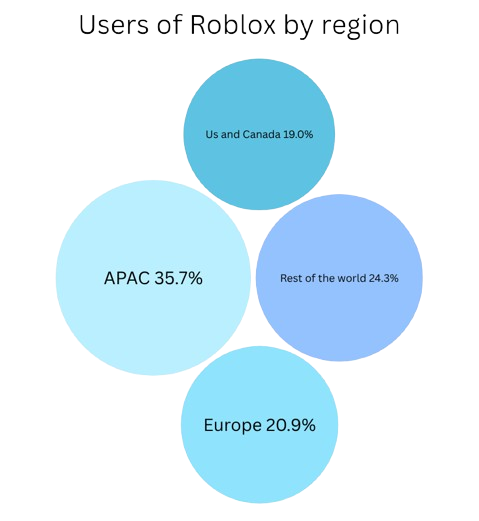 Users of Roblox by region
Us and Canada 19.0%
APAC 35.7%
Rest of the world 24.3%
Europe 20.9%